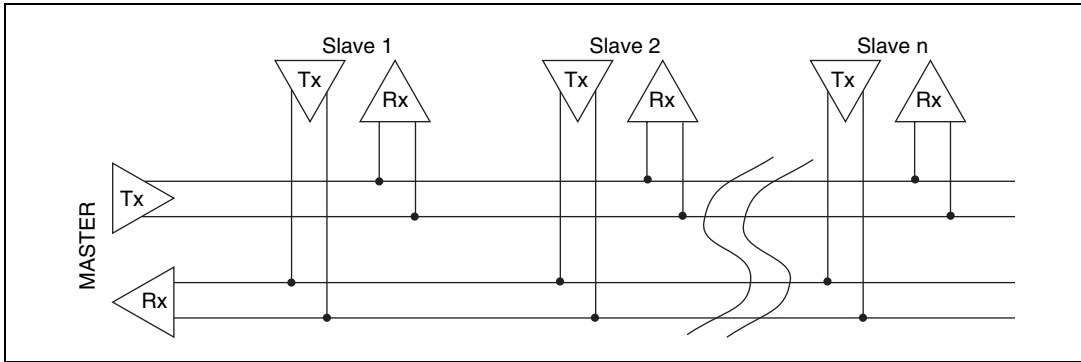 Slave 1
Slave 2
Slave n
Tx
Rx
Tx
Rx
Tx
Rx
Tx
MASTER
Rx